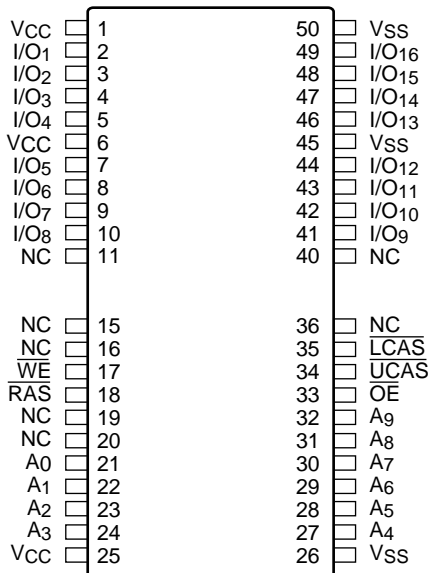 VCC 1 50 VSS
I/O1 2 49 I/O16
I/O2 3 48 I/O15
I/O3 4 47 I/O14
I/O4 5 46 I/O13
VCC 6 45 VSS
I/O5 7 44 I/O12
I/O6 8 43 I/O11
I/O7 9 42 I/O10
I/O8 10 41 I/O9
NC 11 40 NC
NC 15 36 NC
NC 16 35 LCAS
WE 17 34 UCAS
RAS 18 33 OE
NC 19 32 A9
NC 20 31 A8
A0 21 30 A7
A1 22 29 A6
A2 23 28 A5
A3 24 27 A4
VCC 25 26 VSS